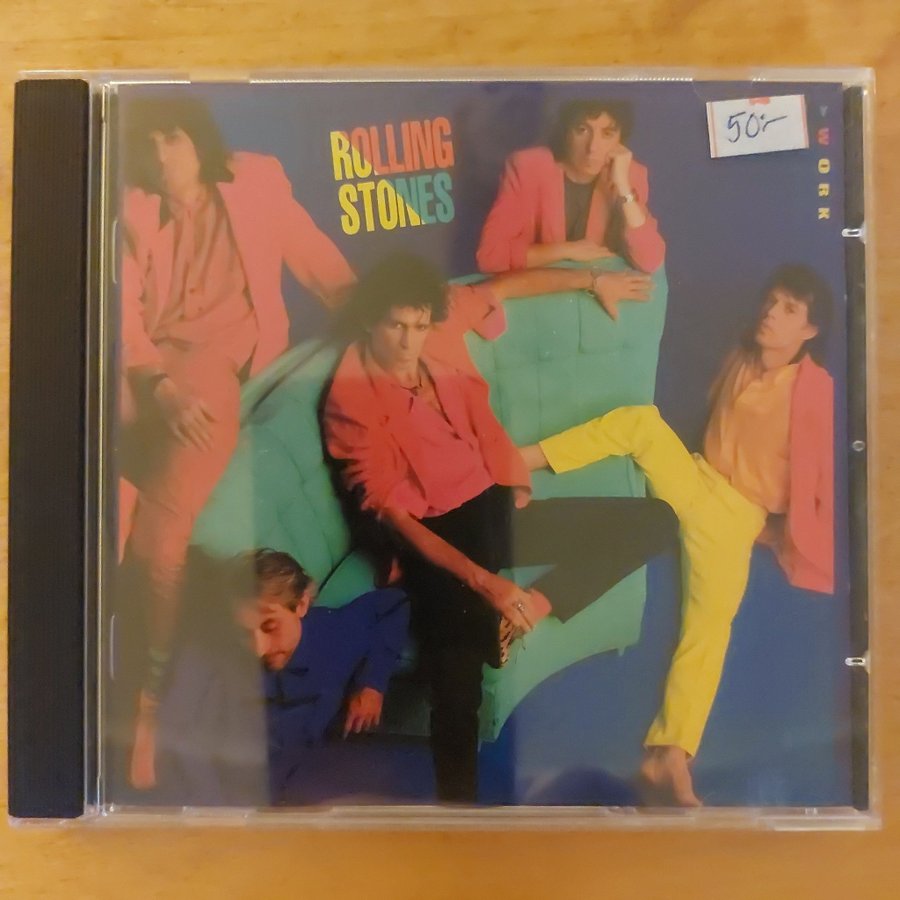 ROLLING
STONES
50:-
WORK